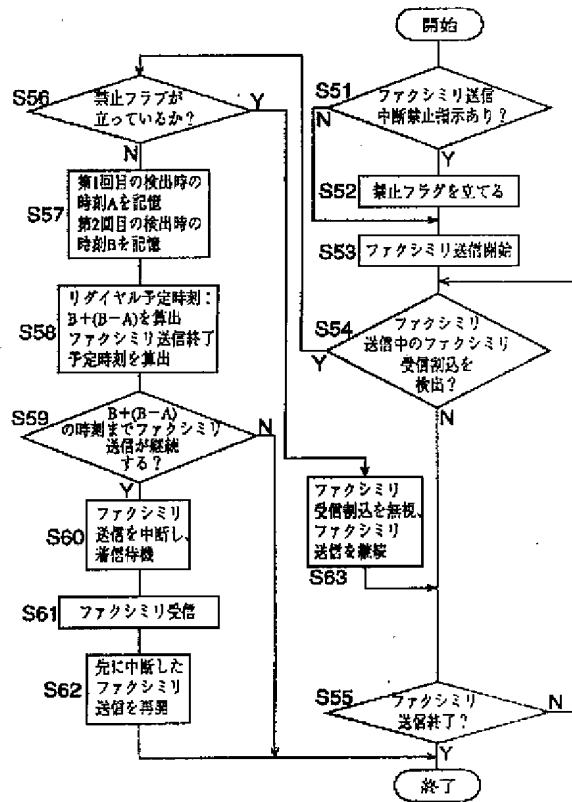 開始
S51
ファクシミリ送信
中断禁止指示あり？
N
Y
S52
禁止フラグを立てる
S53
ファクシミリ送信開始
S54
ファクシミリ
送信中のファクシミリ
受信割込を
検出？
Y
N
S56
禁止フラグが
立っているか？
Y
N
S57
第1回目の検出時の
時刻Aを記憶
第2回目の検出時の
時刻Bを記憶
S58
リダイヤル予定時刻：
B+(B−A)を算出
ファクシミリ送信終了
予定時刻を算出
S59
B+(B−A)
の時刻までファクシミリ
送信が継続
する？
N
Y
S60
ファクシミリ
送信を中断し、
着信待機
S61
ファクシミリ受信
S62
先に中断した
ファクシミリ
送信を再開
ファクシミリ
受信割込を無視、
ファクシミリ
送信を継続
S63
S55
ファクシミリ
送信終了？
N
Y
終了